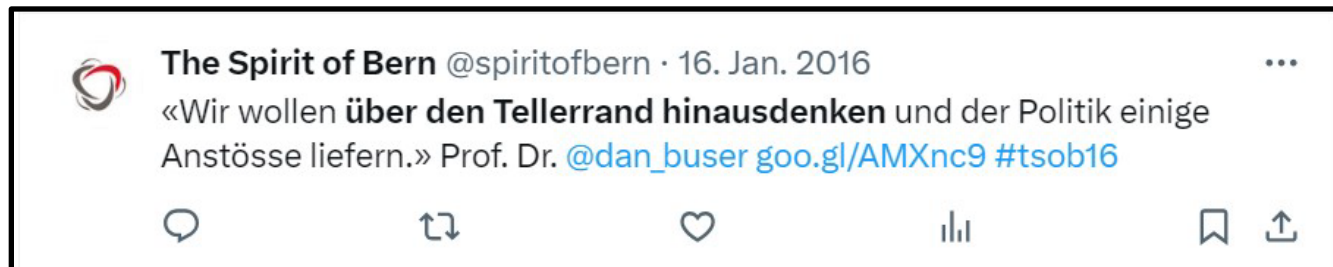 The Spirit of Bern @spiritofbern · 16. Jan. 2016
«Wir wollen über den Tellerrand hinausdenken und der Politik einige
Anstösse liefern.» Prof. Dr. @dan_buser goo.gl/AMXnc9 #tsob16